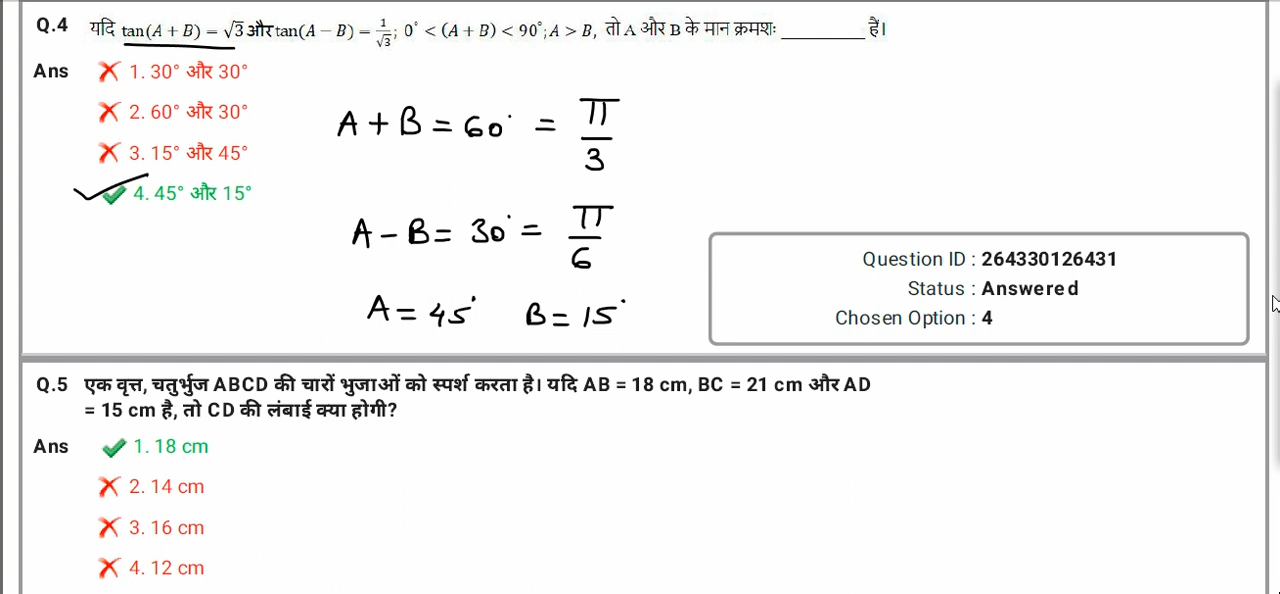 Q.4 यदि tan(A + B) = √3 और tan(A − B) = 1/√3; 0° < (A + B) < 90°; A > B, तो A और B के मान क्रमशः ________ हैं।
Ans 1. 30° और 30°
2. 60° और 30°
3. 15° और 45°
4. 45° और 15°
A + B = 60° = π/3
A − B = 30° = π/6
A = 45° B = 15°
Question ID : 264330126431
Status : Answered
Chosen Option : 4
Q.5 एक वृत्त, चतुर्भुज ABCD की चारों भुजाओं को स्पर्श करता है। यदि AB = 18 cm, BC = 21 cm और AD
= 15 cm है, तो CD की लंबाई क्या होगी?
Ans 1. 18 cm
2. 14 cm
3. 16 cm
4. 12 cm